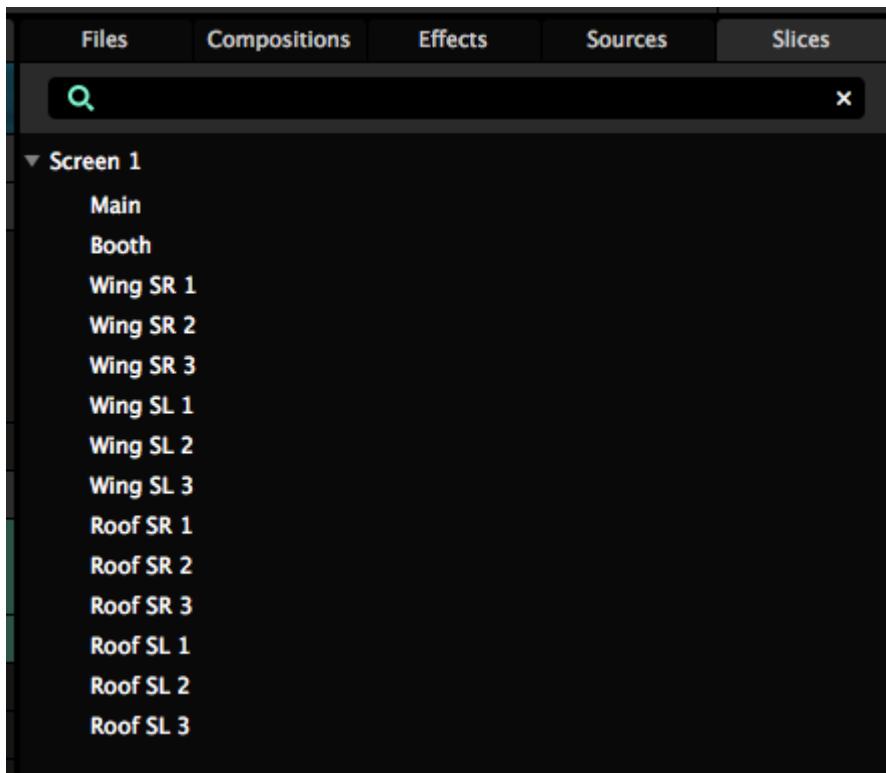 Files Compositions Effects Sources Slices
Screen 1
Main
Booth
Wing SR 1
Wing SR 2
Wing SR 3
Wing SL 1
Wing SL 2
Wing SL 3
Roof SR 1
Roof SR 2
Roof SR 3
Roof SL 1
Roof SL 2
Roof SL 3